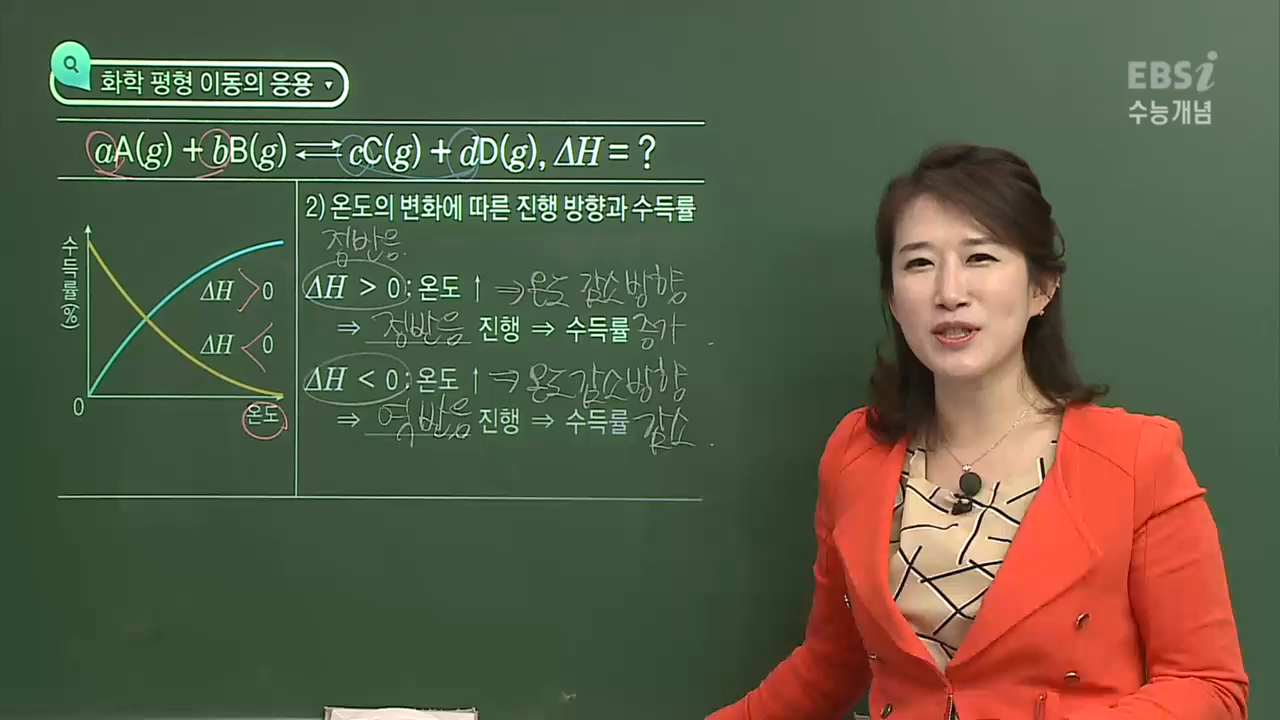 화학 평형 이동의 응용
EBSi
수능개념
aA(g) + bB(g) ⇌ cC(g) + dD(g), ΔH = ?
2) 온도의 변화에 따른 진행 방향과 수득률
정반응
ΔH > 0 : 온도 ↑ ⇒ 온도 감소 방향
⇒ 정반응 진행 ⇒ 수득률 증가
ΔH < 0 : 온도 ↑ ⇒ 온도 감소 방향
⇒ 역반응 진행 ⇒ 수득률 감소
수득률(%)
ΔH > 0
ΔH < 0
0
온도